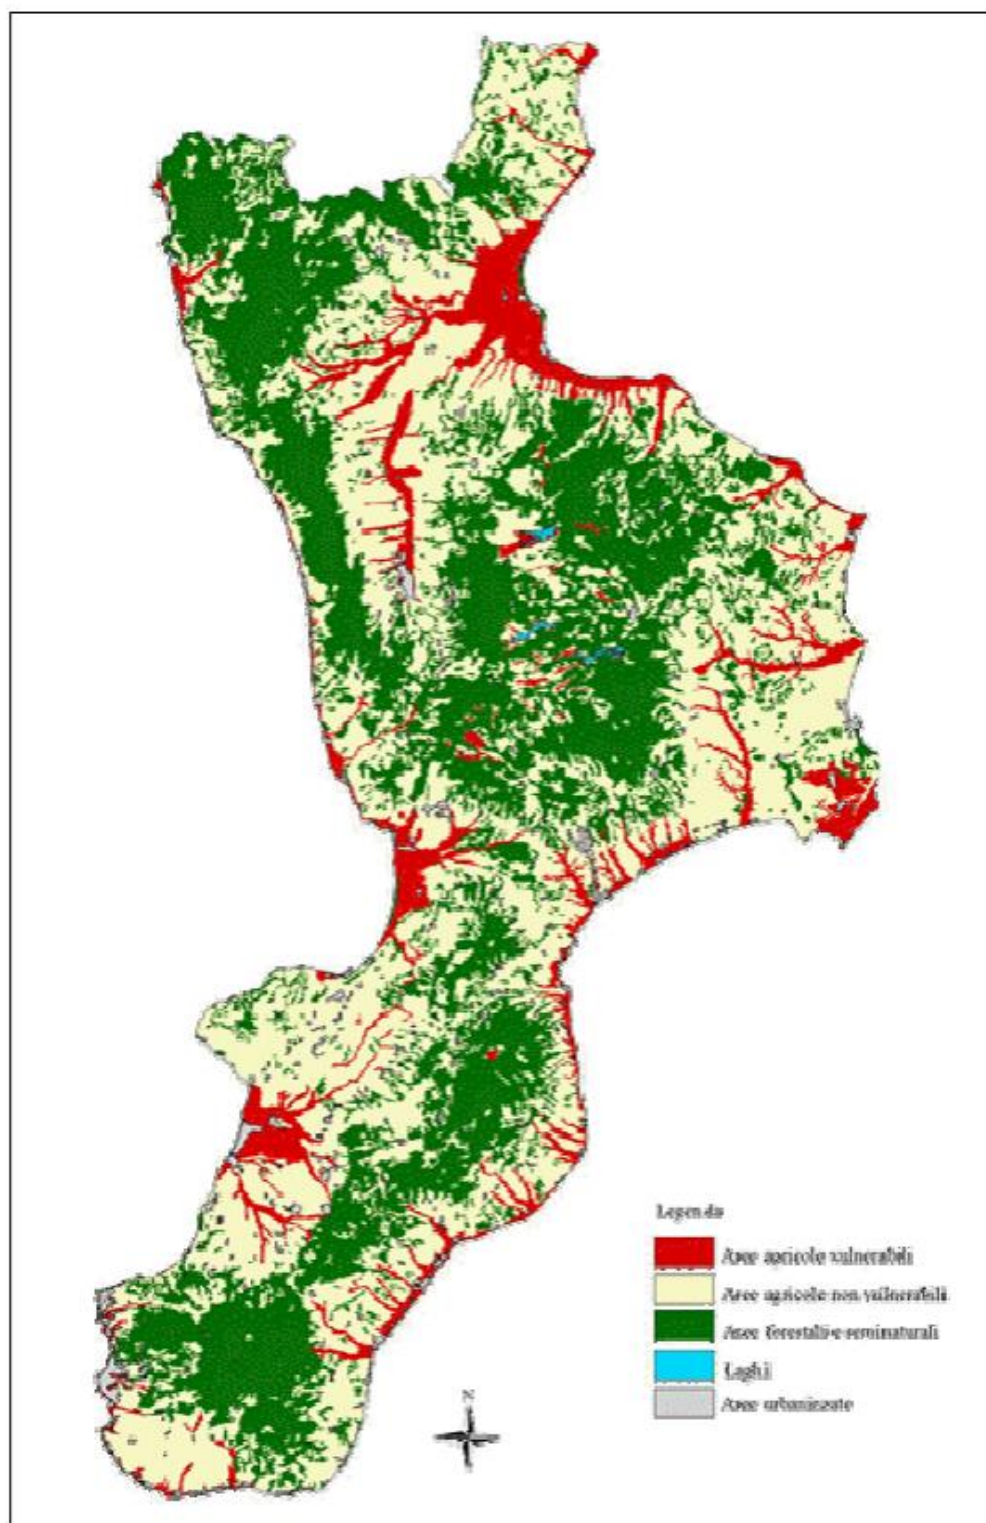 N
Legenda
Aree agricole vulnerabili
Aree agricole non vulnerabili
Aree forestali e seminaturali
Laghi
Aree urbanizzate